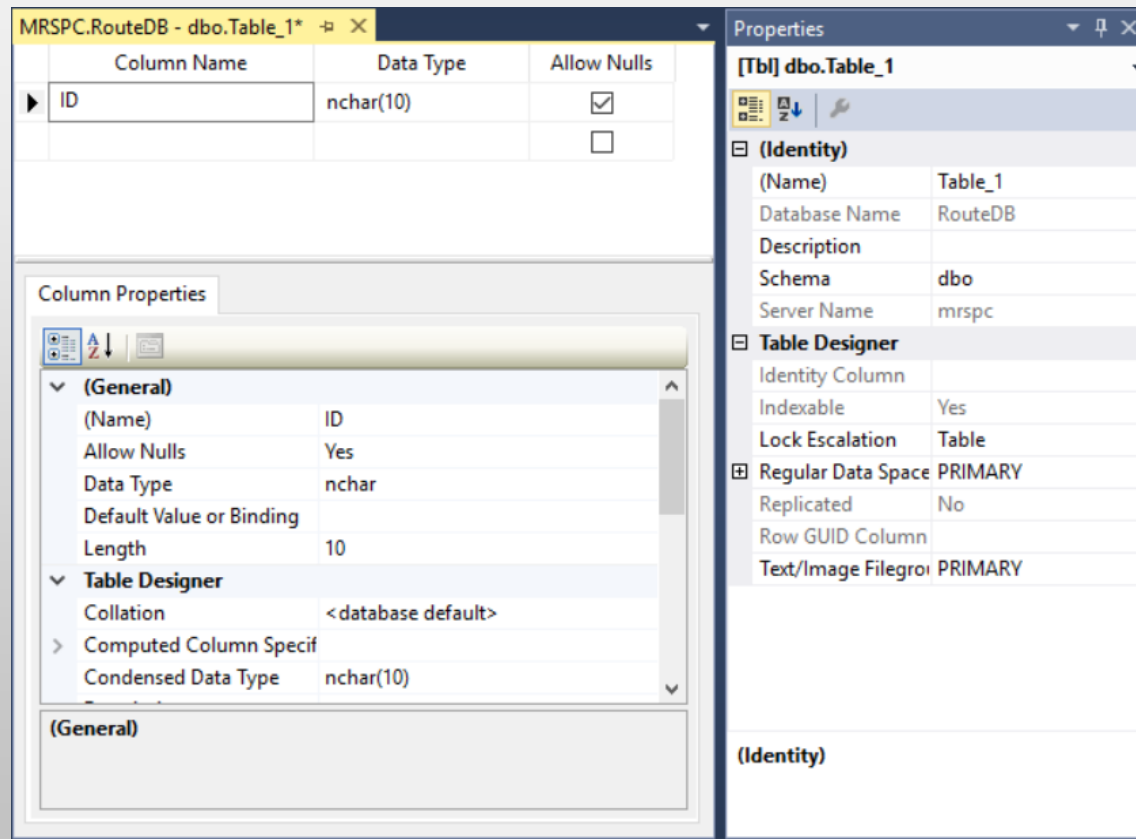 MRSPC.RouteDB - dbo.Table_1*
Column Name Data Type Allow Nulls
ID nchar(10)
Column Properties
(General)
(Name) ID
Allow Nulls Yes
Data Type nchar
Default Value or Binding
Length 10
Table Designer
Collation <database default>
Computed Column Specif
Condensed Data Type nchar(10)
(General)
Properties
[Tbl] dbo.Table_1
(Identity)
(Name) Table_1
Database Name RouteDB
Description
Schema dbo
Server Name mrspc
Table Designer
Identity Column
Indexable Yes
Lock Escalation Table
Regular Data Space PRIMARY
Replicated No
Row GUID Column
Text/Image Filegrou PRIMARY
(Identity)